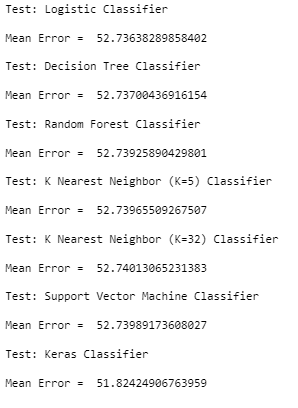 Test: Logistic Classifier
Mean Error =  52.73638289858402
Test: Decision Tree Classifier
Mean Error =  52.73700436916154
Test: Random Forest Classifier
Mean Error =  52.73925890429801
Test: K Nearest Neighbor (K=5) Classifier
Mean Error =  52.73965509267507
Test: K Nearest Neighbor (K=32) Classifier
Mean Error =  52.74013065231383
Test: Support Vector Machine Classifier
Mean Error =  52.73989173608027
Test: Keras Classifier
Mean Error =  51.82424906763959